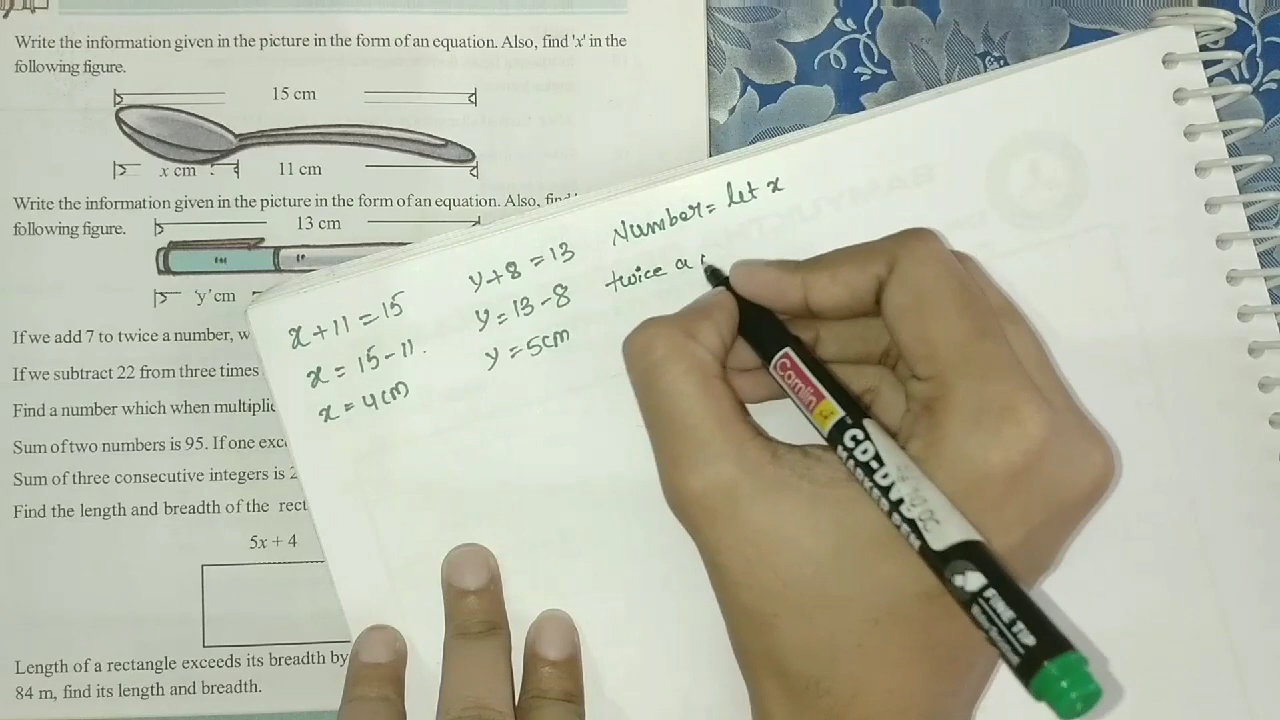 Write the information given in the picture in the form of an equation. Also, find 'x' in the
following figure.
15 cm
x cm
11 cm
Write the information given in the picture in the form of an equation. Also,
following figure.
13 cm
'y' cm
If we add 7 to twice a number,
If we subtract 22 from three times
Find a number which when
Sum of two numbers is 95. If one
Sum of three consecutive integers is
Find the length and breadth of the
5x + 4
Length of a rectangle exceeds its breadth by
84 m, find its length and breadth.
x + 11 = 15
x = 15 - 11.
x = 4cm
y + 8 = 13
y = 13 - 8
y = 5cm
Number = let x
twice a
Camlin
CD-DV
MARKER PEN
FINE TIP